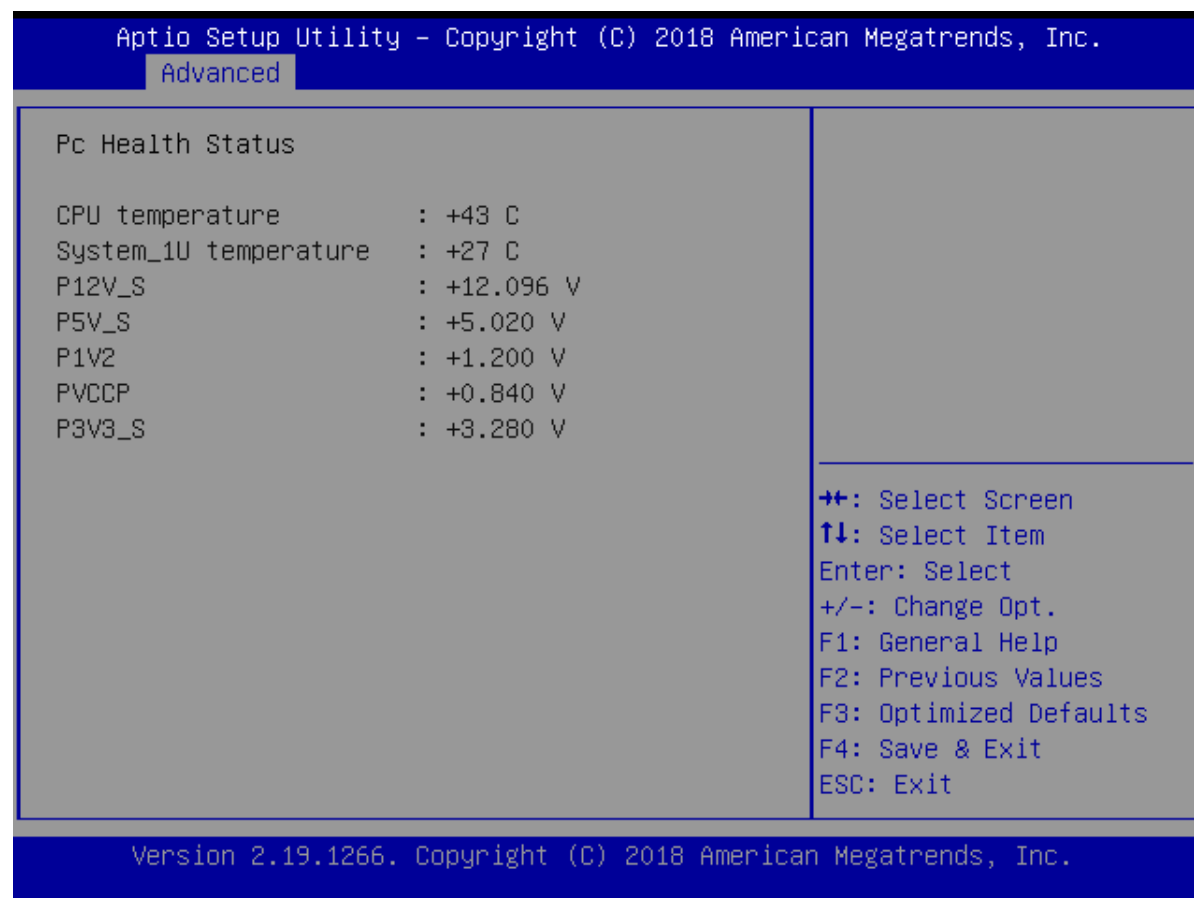 Aptio Setup Utility – Copyright (C) 2018 American Megatrends, Inc.
Advanced
Pc Health Status
CPU temperature : +43 C
System_1U temperature : +27 C
P12V_S : +12.096 V
P5V_S : +5.020 V
P1V2 : +1.200 V
PVCCP : +0.840 V
P3V3_S : +3.280 V
→←: Select Screen
↑↓: Select Item
Enter: Select
+/-: Change Opt.
F1: General Help
F2: Previous Values
F3: Optimized Defaults
F4: Save & Exit
ESC: Exit
Version 2.19.1266. Copyright (C) 2018 American Megatrends, Inc.